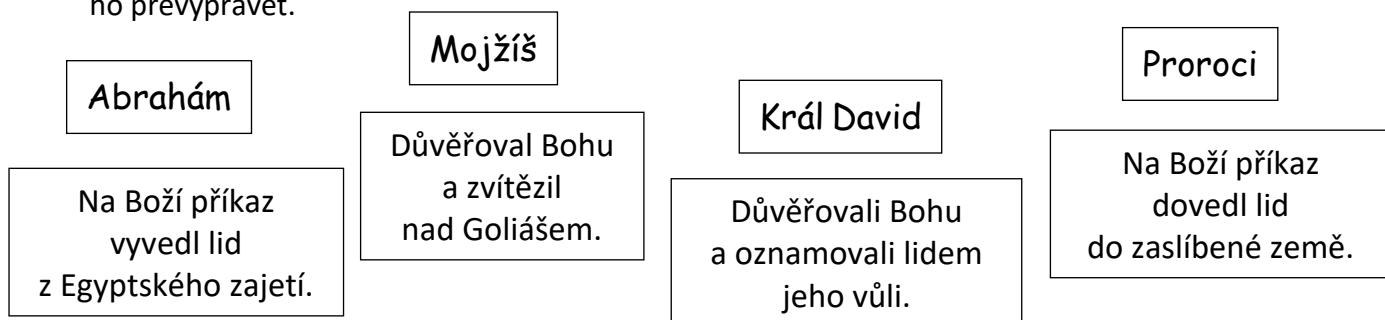 no převyprávět.
Abrahám
Na Boží příkaz
vyvedl lid
z Egyptského zajetí.
Mojžíš
Důvěřoval Bohu
a zvítězil
nad Goliášem.
Král David
Důvěřovali Bohu
a oznamovali lidem
jeho vůli.
Proroci
Na Boží příkaz
dovedl lid
do zaslíbené země.